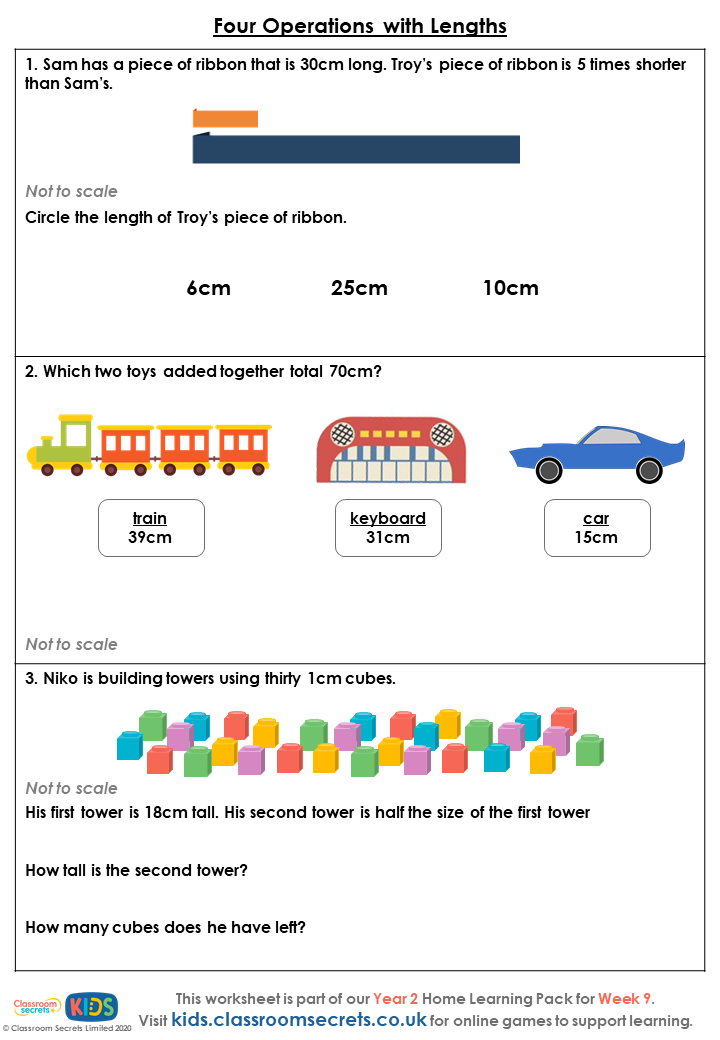 Four Operations with Lengths
1. Sam has a piece of ribbon that is 30cm long. Troy’s piece of ribbon is 5 times shorter
than Sam’s.
Not to scale
Circle the length of Troy’s piece of ribbon.
6cm 25cm 10cm
2. Which two toys added together total 70cm?
train keyboard car
39cm 31cm 15cm
Not to scale
3. Niko is building towers using thirty 1cm cubes.
Not to scale
His first tower is 18cm tall. His second tower is half the size of the first tower
How tall is the second tower?
How many cubes does he have left?
Classroom
secrets KIDS
© Classroom Secrets Limited 2020
This worksheet is part of our Year 2 Home Learning Pack for Week 9.
Visit kids.classroomsecrets.co.uk for online games to support learning.